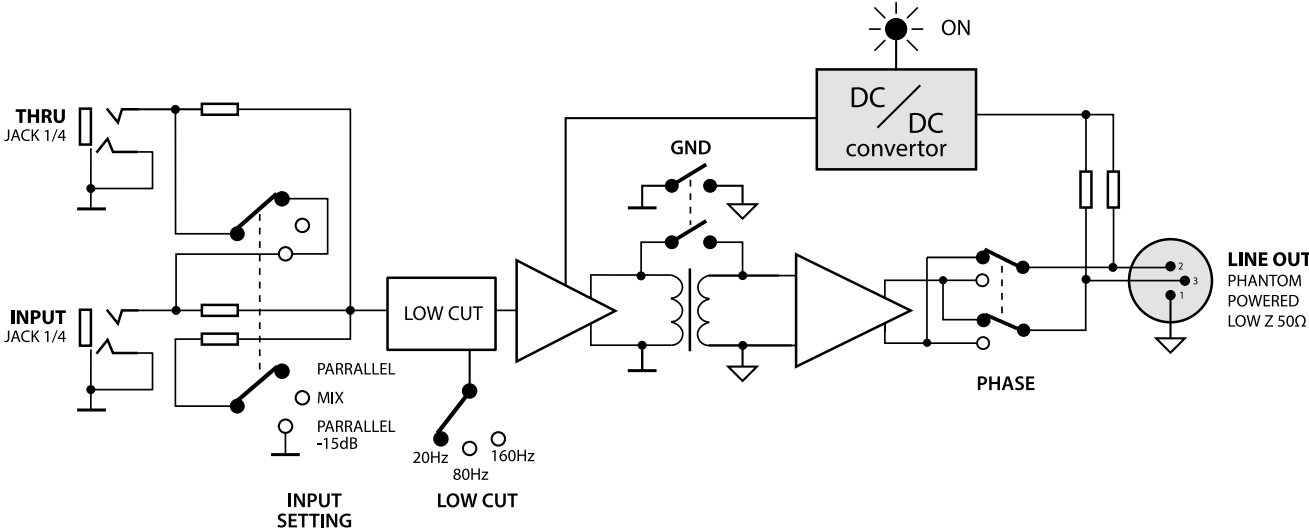 ON
THRU
JACK 1/4
DC
DC
convertor
GND
INPUT
JACK 1/4
LOW CUT
2
3
1
LINE OUT
PHANTOM
POWERED
LOW Z 50Ω
PARRALLEL
MIX
PARRALLEL
-15dB
PHASE
20Hz
80Hz
160Hz
INPUT
SETTING
LOW CUT